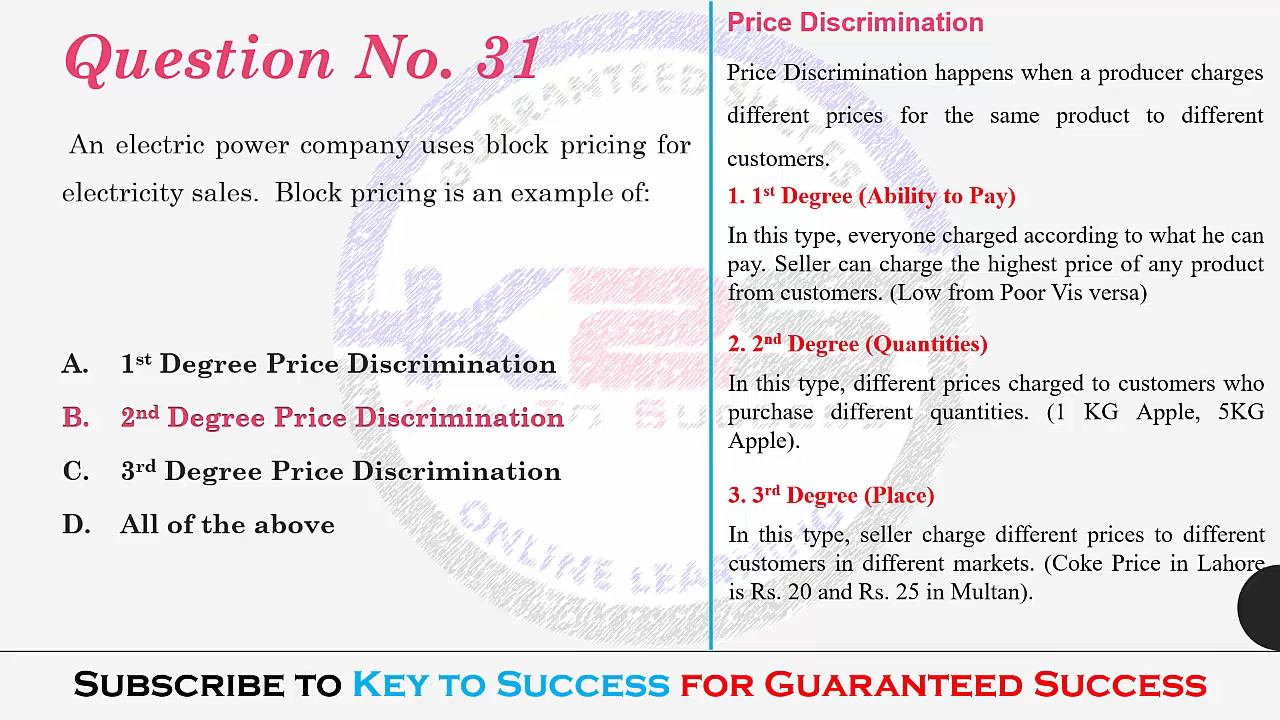 Question No. 31
An electric power company uses block pricing for
electricity sales. Block pricing is an example of:
A. 1st Degree Price Discrimination
B. 2nd Degree Price Discrimination
C. 3rd Degree Price Discrimination
D. All of the above
Price Discrimination
Price Discrimination happens when a producer charges
different prices for the same product to different
customers.
1. 1st Degree (Ability to Pay)
In this type, everyone charged according to what he can
pay. Seller can charge the highest price of any product
from customers. (Low from Poor Vis versa)
2. 2nd Degree (Quantities)
In this type, different prices charged to customers who
purchase different quantities. (1 KG Apple, 5KG
Apple).
3. 3rd Degree (Place)
In this type, seller charge different prices to different
customers in different markets. (Coke Price in Lahore
is Rs. 20 and Rs. 25 in Multan).
GUARANTEED
K2S
ONLINE LEARNING
SUBSCRIBE TO KEY TO SUCCESS FOR GUARANTEED SUCCESS